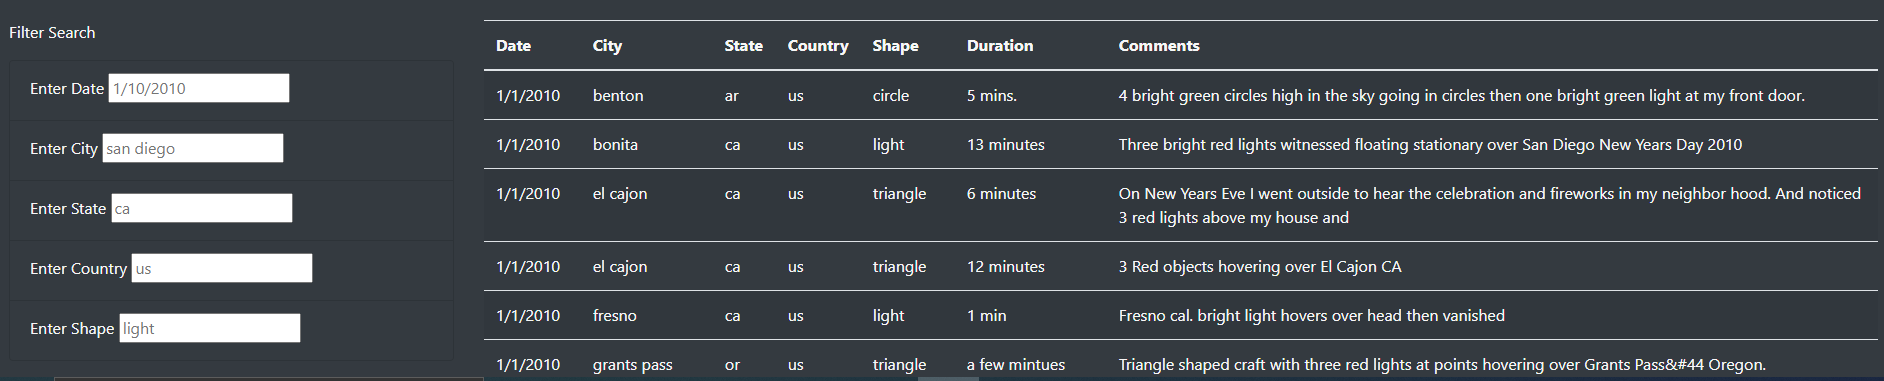 Filter Search
Enter Date 1/10/2010
Enter City san diego
Enter State ca
Enter Country us
Enter Shape light
Date City State Country Shape Duration Comments
1/1/2010 benton ar us circle 5 mins. 4 bright green circles high in the sky going in circles then one bright green light at my front door.
1/1/2010 bonita ca us light 13 minutes Three bright red lights witnessed floating stationary over San Diego New Years Day 2010
1/1/2010 el cajon ca us triangle 6 minutes On New Years Eve I went outside to hear the celebration and fireworks in my neighbor hood. And noticed
3 red lights above my house and
1/1/2010 el cajon ca us triangle 12 minutes 3 Red objects hovering over El Cajon CA
1/1/2010 fresno ca us light 1 min Fresno cal. bright light hovers over head then vanished
1/1/2010 grants pass or us triangle a few mintues Triangle shaped craft with three red lights at points hovering over Grants Pass&#44 Oregon.